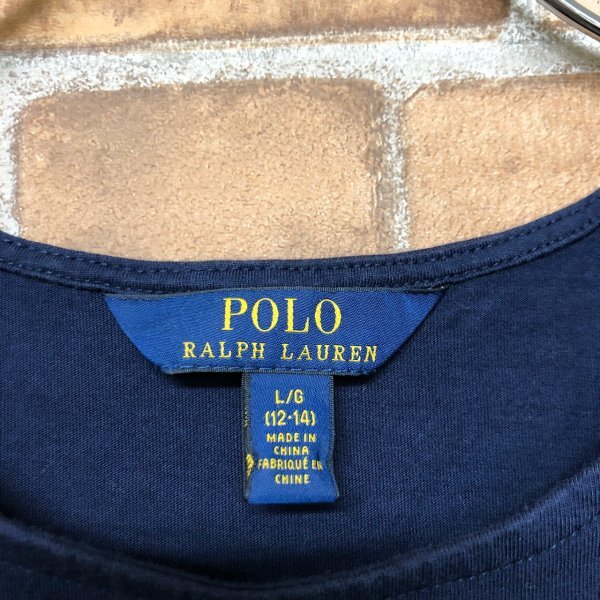 POLO
RALPH LAUREN
L/G
(12-14)
MADE IN
CHINA
FABRIQUÉ EN
CHINE